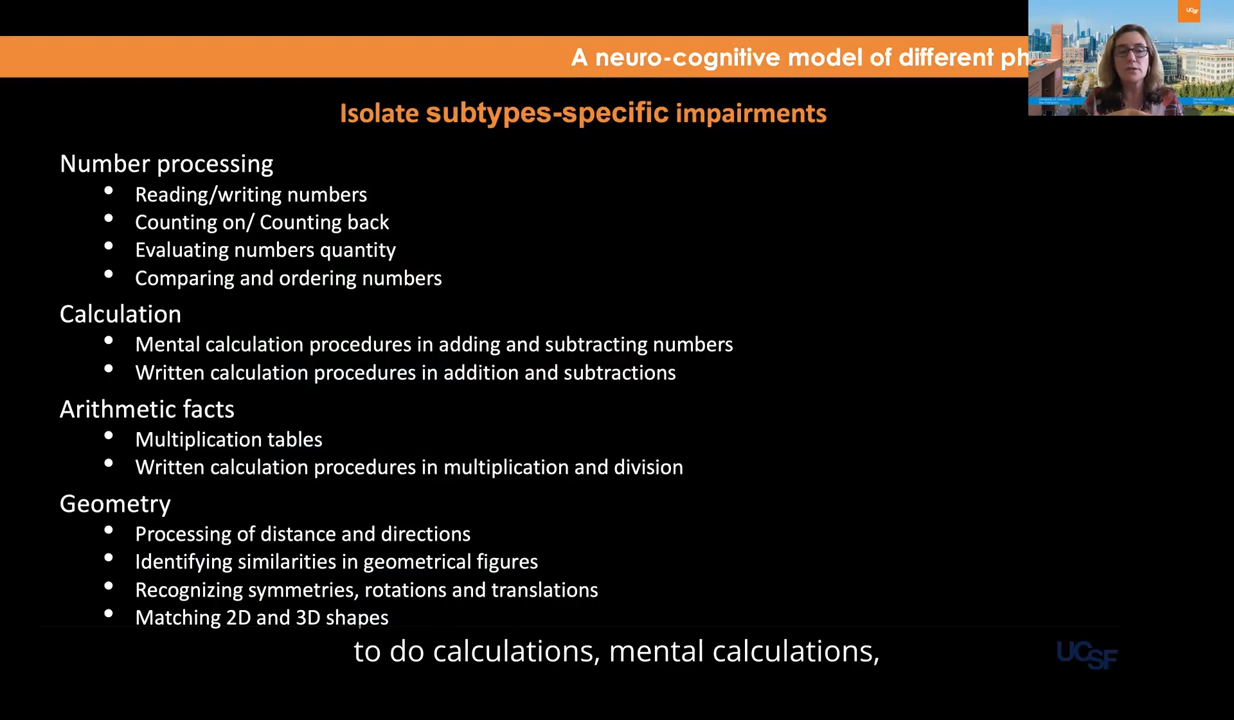 UCSF
A neuro-cognitive model of different ph
Isolate subtypes-specific impairments
Number processing
• Reading/writing numbers
• Counting on/ Counting back
• Evaluating numbers quantity
• Comparing and ordering numbers
Calculation
• Mental calculation procedures in adding and subtracting numbers
• Written calculation procedures in addition and subtractions
Arithmetic facts
• Multiplication tables
• Written calculation procedures in multiplication and division
Geometry
• Processing of distance and directions
• Identifying similarities in geometrical figures
• Recognizing symmetries, rotations and translations
• Matching 2D and 3D shapes
to do calculations, mental calculations,
UCSF